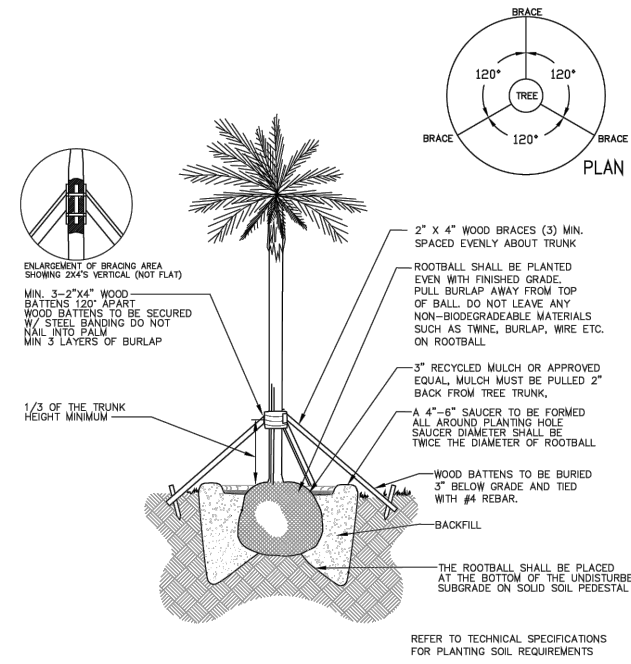 BRACE
120°
120°
TREE
120°
BRACE
BRACE
PLAN
ENLARGEMENT OF BRACING AREA
SHOWING 2X4'S VERTICAL (NOT FLAT)
MIN. 3-2"X4" WOOD
BATTENS 120° APART
WOOD BATTENS TO BE SECURED
W/ STEEL BANDING DO NOT
NAIL INTO PALM
MIN 3 LAYERS OF BURLAP
1/3 OF THE TRUNK
HEIGHT MINIMUM
2" X 4" WOOD BRACES (3) MIN.
SPACED EVENLY ABOUT TRUNK
ROOTBALL SHALL BE PLANTED
EVEN WITH FINISHED GRADE.
PULL BURLAP AWAY FROM TOP
OF BALL. DO NOT LEAVE ANY
NON-BIODEGRADEABLE MATERIALS
SUCH AS TWINE, BURLAP, WIRE ETC.
ON ROOTBALL
3" RECYCLED MULCH OR APPROVED
EQUAL, MULCH MUST BE PULLED 2"
BACK FROM TREE TRUNK,
A 4"-6" SAUCER TO BE FORMED
ALL AROUND PLANTING HOLE
SAUCER DIAMETER SHALL BE
TWICE THE DIAMETER OF ROOTBALL
WOOD BATTENS TO BE BURIED
3" BELOW GRADE AND TIED
WITH #4 REBAR.
BACKFILL
THE ROOTBALL SHALL BE PLACED
AT THE BOTTOM OF THE UNDISTURBE
SUBGRADE ON SOLID SOIL PEDESTAL
REFER TO TECHNICAL SPECIFICATIONS
FOR PLANTING SOIL REQUIREMENTS